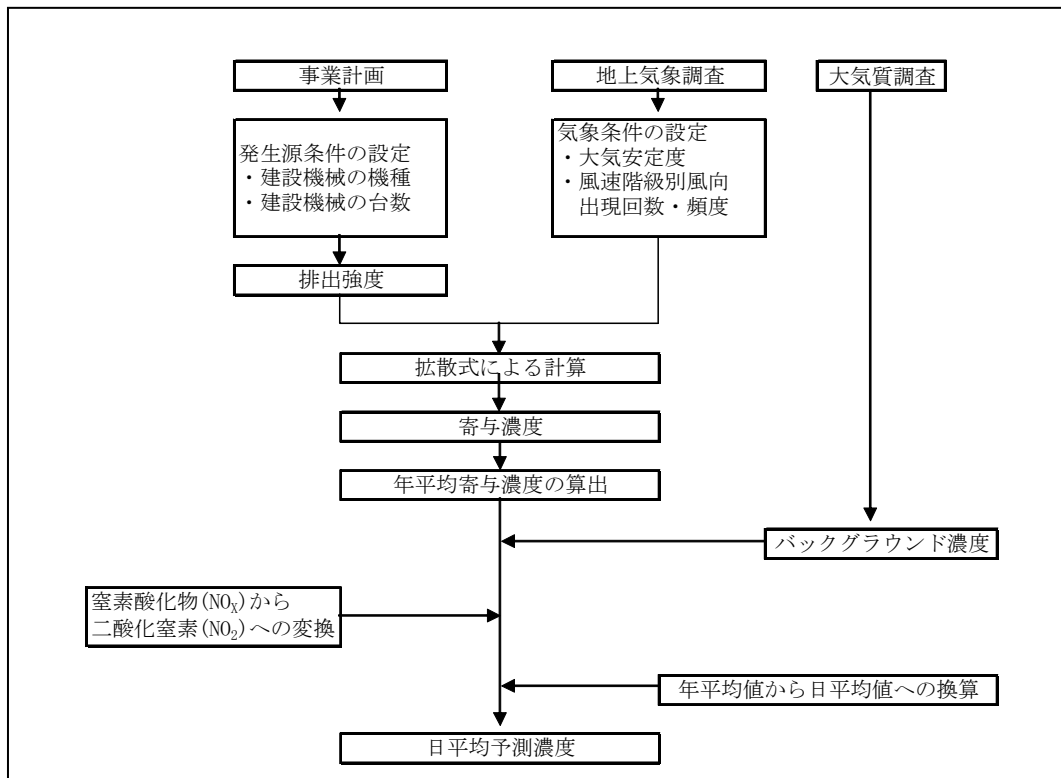 事業計画
地上気象調査
大気質調査
発生源条件の設定
・建設機械の機種
・建設機械の台数
気象条件の設定
・大気安定度
・風速階級別風向
出現回数・頻度
排出強度
拡散式による計算
寄与濃度
年平均寄与濃度の算出
バックグラウンド濃度
窒素酸化物(NOX)から
二酸化窒素(NO2)への変換
年平均値から日平均値への換算
日平均予測濃度